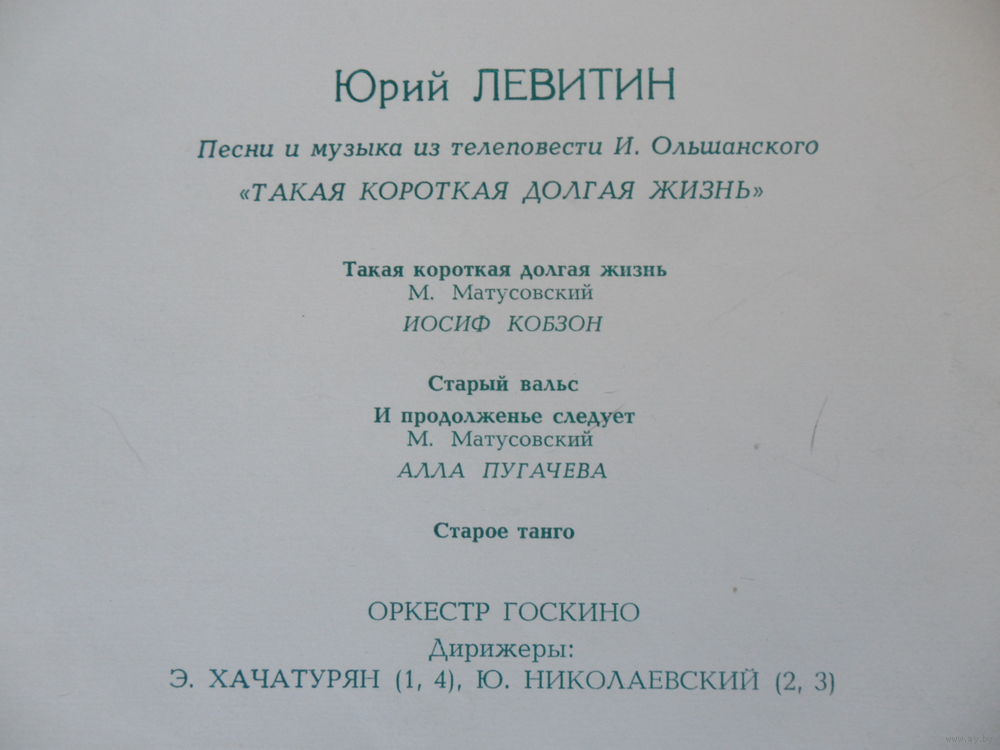 Юрий ЛЕВИТИН
Песни и музыка из телеповести И. Ольшанского
«ТАКАЯ КОРОТКАЯ ДОЛГАЯ ЖИЗНЬ»
Такая короткая долгая жизнь
М. Матусовский
ИОСИФ КОБЗОН
Старый вальс
И продолженье следует
М. Матусовский
АЛЛА ПУГАЧЕВА
Старое танго
ОРКЕСТР ГОСКИНО
Дирижеры:
Э. ХАЧАТУРЯН (1, 4), Ю. НИКОЛАЕВСКИЙ (2, 3)